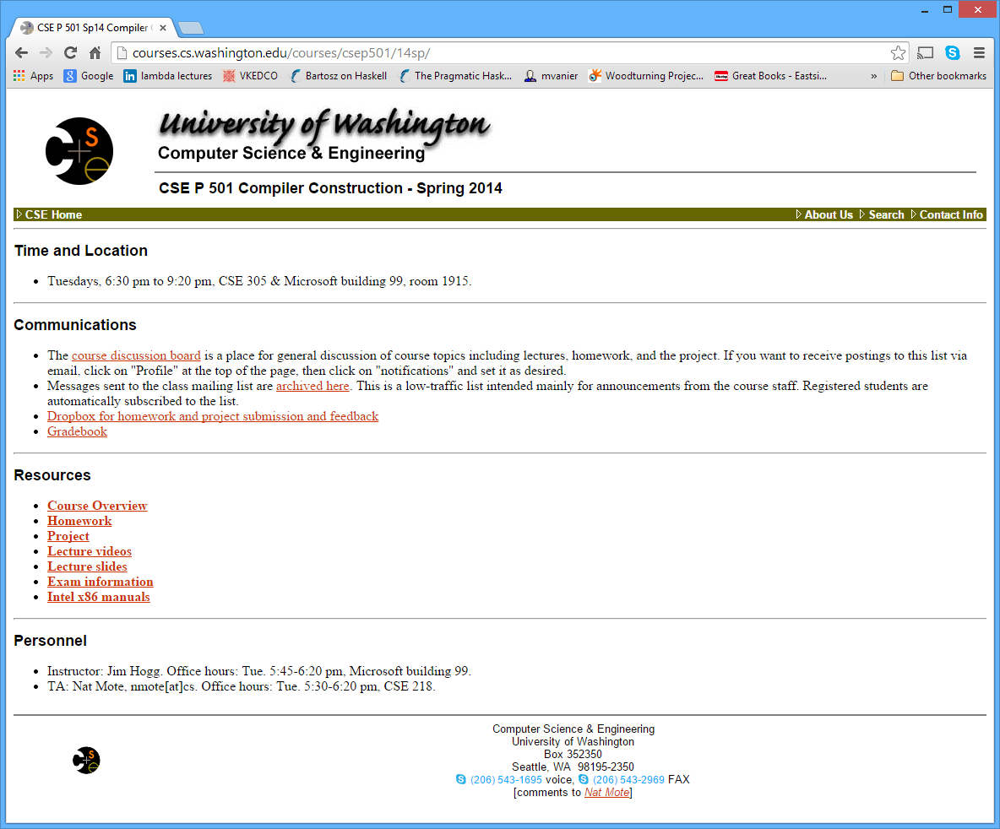 CSE P 501 Sp14 Compiler
courses.cs.washington.edu/courses/csep501/14sp/
Apps Google lambda lectures VKEDCO Bartosz on Haskell The Pragmatic Hask... mvanier Woodturning Projec... Great Books - Eastsi... » Other bookmarks
University of Washington
Computer Science & Engineering
CSE P 501 Compiler Construction - Spring 2014
CSE Home About Us Search Contact Info
Time and Location
• Tuesdays, 6:30 pm to 9:20 pm, CSE 305 & Microsoft building 99, room 1915.
Communications
• The course discussion board is a place for general discussion of course topics including lectures, homework, and the project. If you want to receive postings to this list via
email, click on "Profile" at the top of the page, then click on "notifications" and set it as desired.
• Messages sent to the class mailing list are archived here. This is a low-traffic list intended mainly for announcements from the course staff. Registered students are
automatically subscribed to the list.
• Dropbox for homework and project submission and feedback
• Gradebook
Resources
• Course Overview
• Homework
• Project
• Lecture videos
• Lecture slides
• Exam information
• Intel x86 manuals
Personnel
• Instructor: Jim Hogg. Office hours: Tue. 5:45-6:20 pm, Microsoft building 99.
• TA: Nat Mote, nmote[at]cs. Office hours: Tue. 5:30-6:20 pm, CSE 218.
Computer Science & Engineering
University of Washington
Box 352350
Seattle, WA 98195-2350
(206) 543-1695 voice, (206) 543-2969 FAX
[comments to Nat Mote]